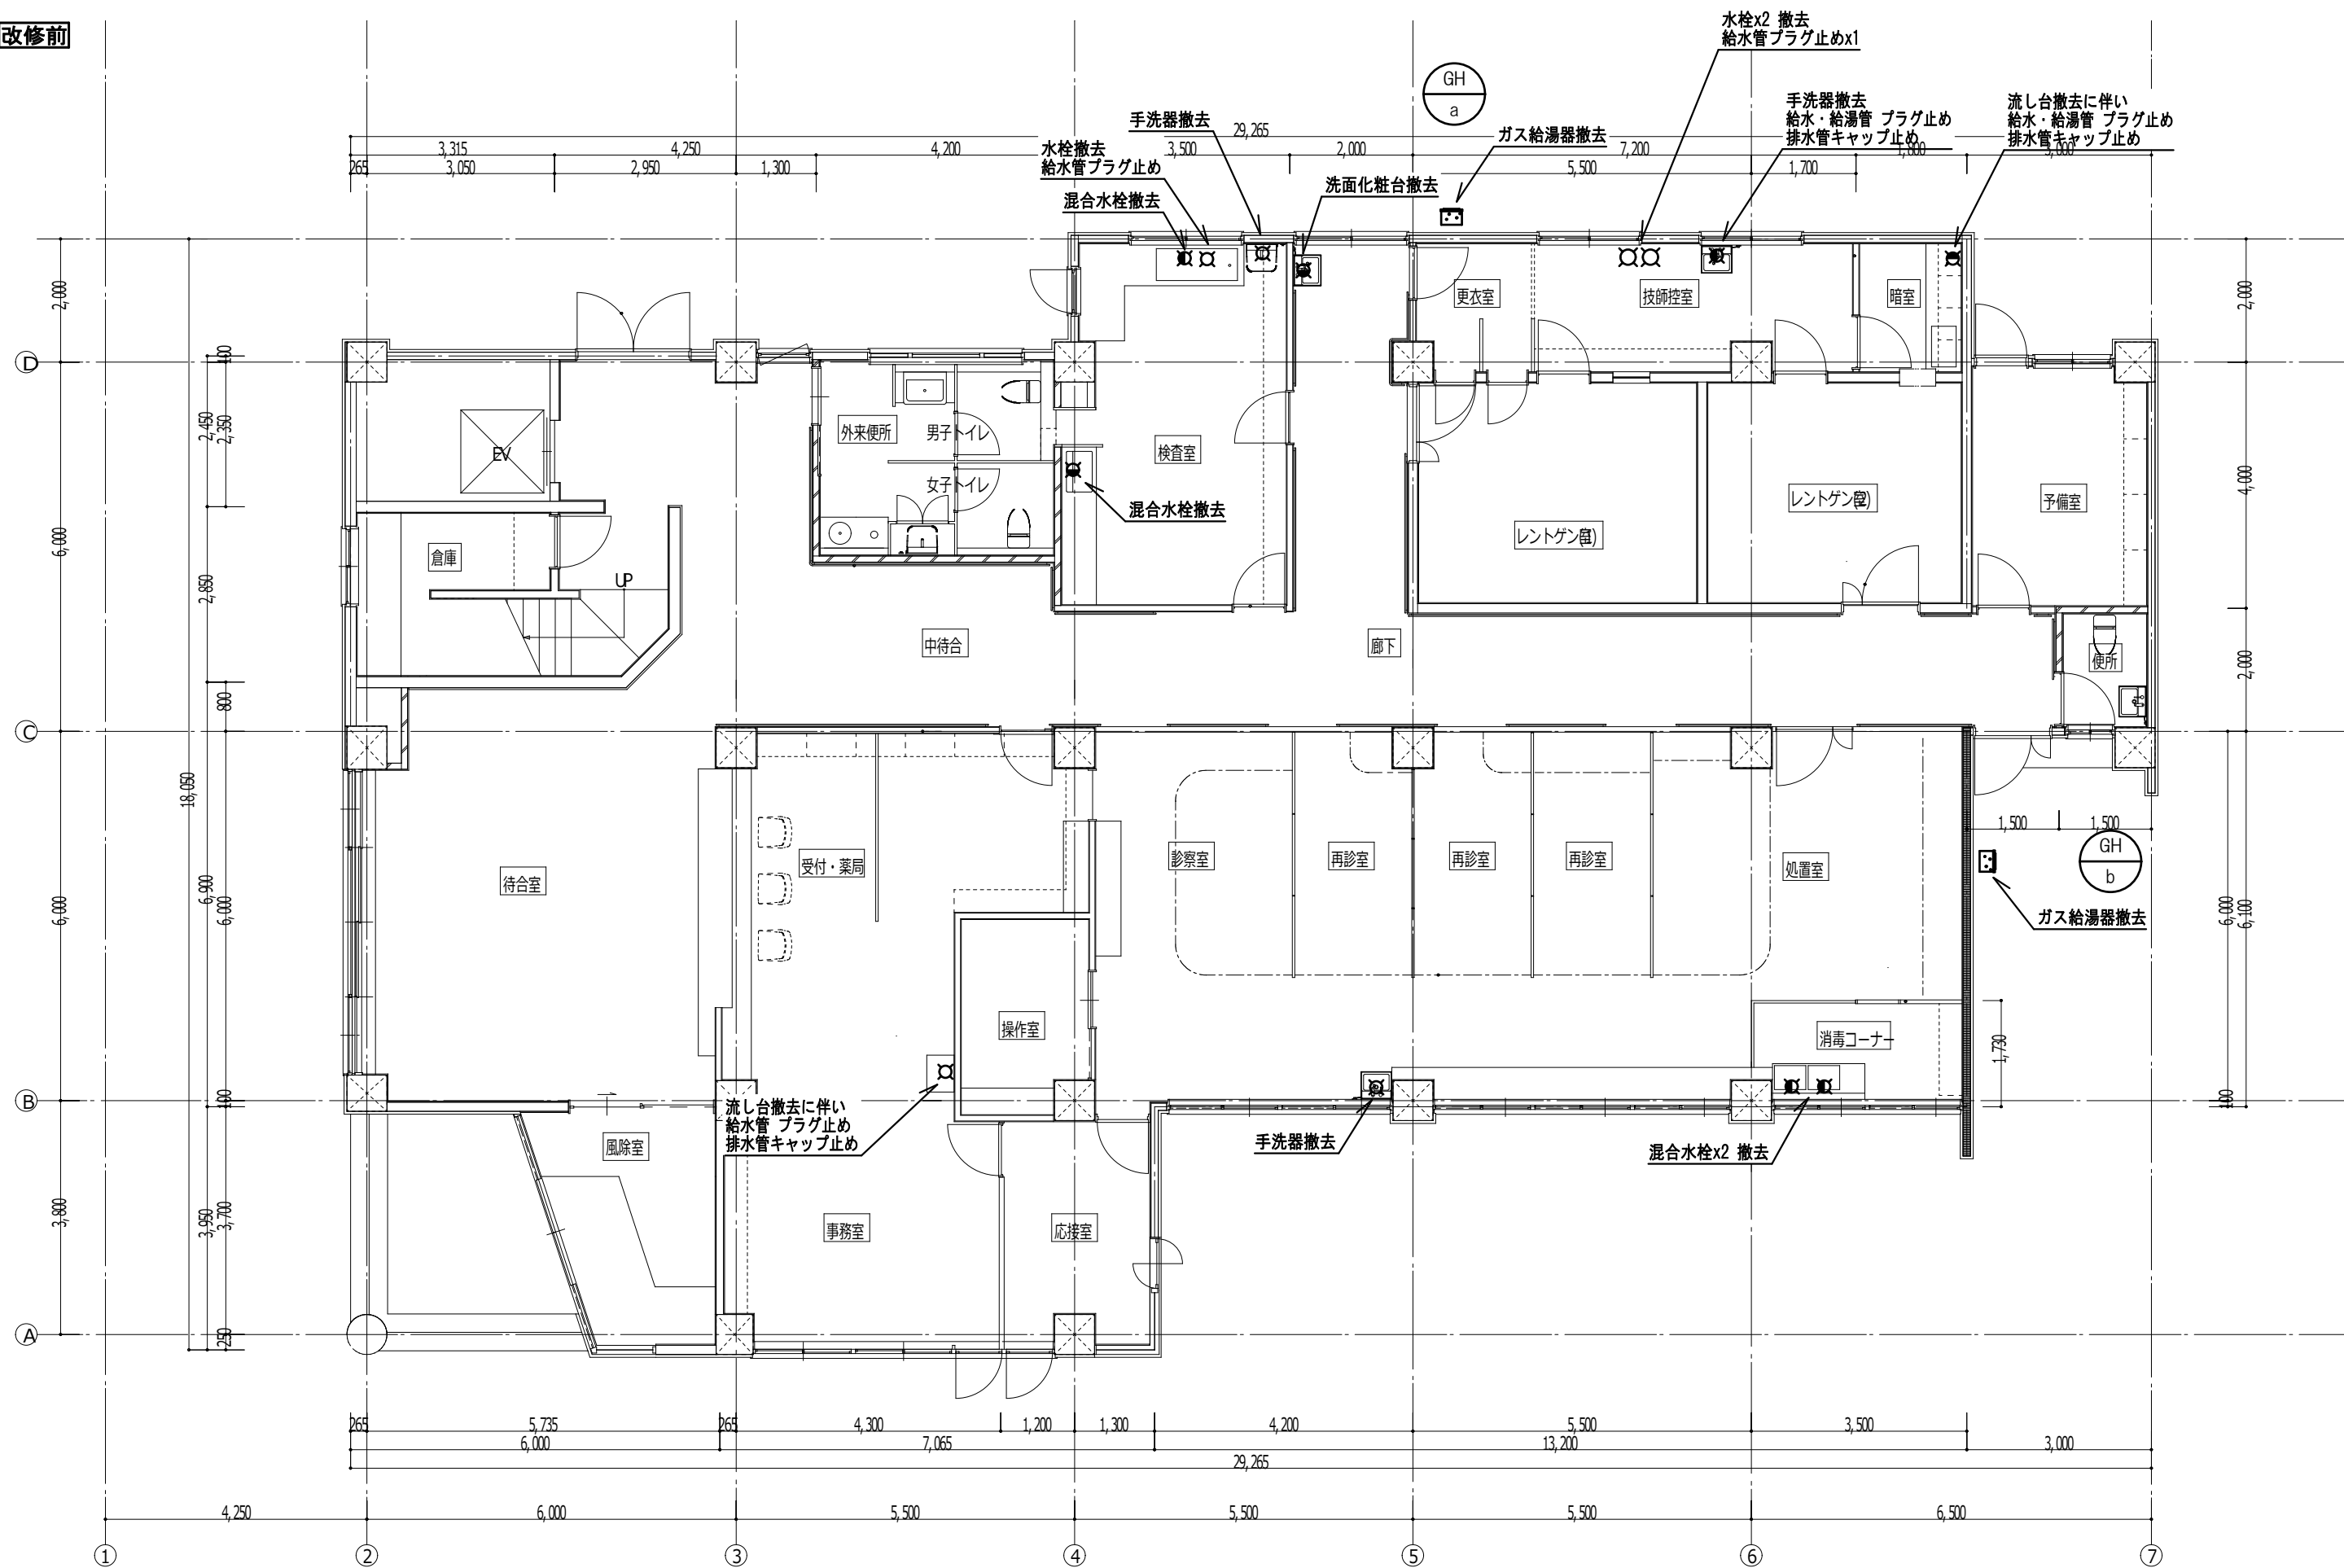 改修前
水栓x2 撤去
給水管プラグ止めx1
GH
a
手洗器撤去
給水・給湯管 プラグ止め
排水管キャップ止め
流し台撤去に伴い
給水・給湯管 プラグ止め
排水管キャップ止め
手洗器撤去
ガス給湯器撤去
29,265
水栓撤去
給水管プラグ止め
3,315
4,250
4,200
3,500
2,000
7,200
1,800
3,000
265
3,050
2,950
1,300
5,500
1,700
洗面化粧台撤去
混合水栓撤去
2,000
更衣室
技師控室
暗室
2,000
D
100
2,450
2,350
外来便所
男子トイレ
検査室
EV
女子トイレ
4,000
レントゲン室(2)
予備室
混合水栓撤去
レントゲン室(1)
6,000
倉庫
UP
2,850
中待合
廊下
便所
2,000
800
C
18,050
1,500
1,500
GH
b
待合室
受付・薬局
診察室
再診室
再診室
再診室
処置室
6,000
6,900
6,000
ガス給湯器撤去
6,000
6,100
操作室
消毒コーナー
1,730
B
100
100
流し台撤去に伴い
給水管 プラグ止め
排水管キャップ止め
風除室
手洗器撤去
混合水栓x2 撤去
3,800
3,950
3,700
事務室
応接室
A
250
265
5,735
265
4,300
1,200
1,300
4,200
5,500
3,500
6,000
7,065
13,200
3,000
29,265
4,250
6,000
5,500
5,500
5,500
6,500
1
2
3
4
5
6
7